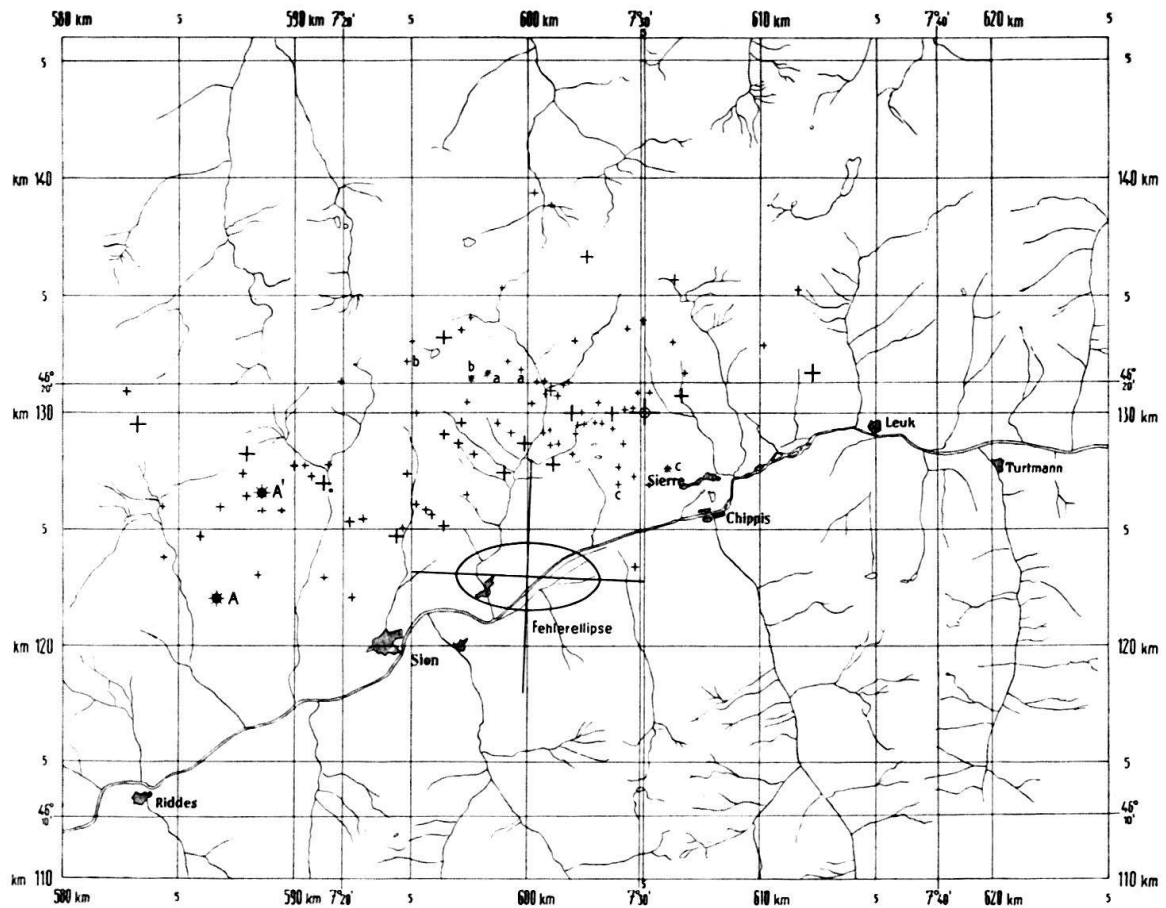 580 km 5 590 km 7°20' 5 600 km 7°30' 610 km 5 7°40' 620 km 5
5 5
km 140 140 km
5 5
b b a a
46° 20' 46° 20'
km 130 130 km
Leuk
c
Sierre
Turtmann
A' c
Chippis
5 5
A
Fehlerellipse
km 120 120 km
Sion
5 5
Riddes
46° 10' 46° 10'
km 110 110 km
580 km 5 590 km 7°20' 5 600 km 7°30' 610 km 5 7°40' 620 km 5